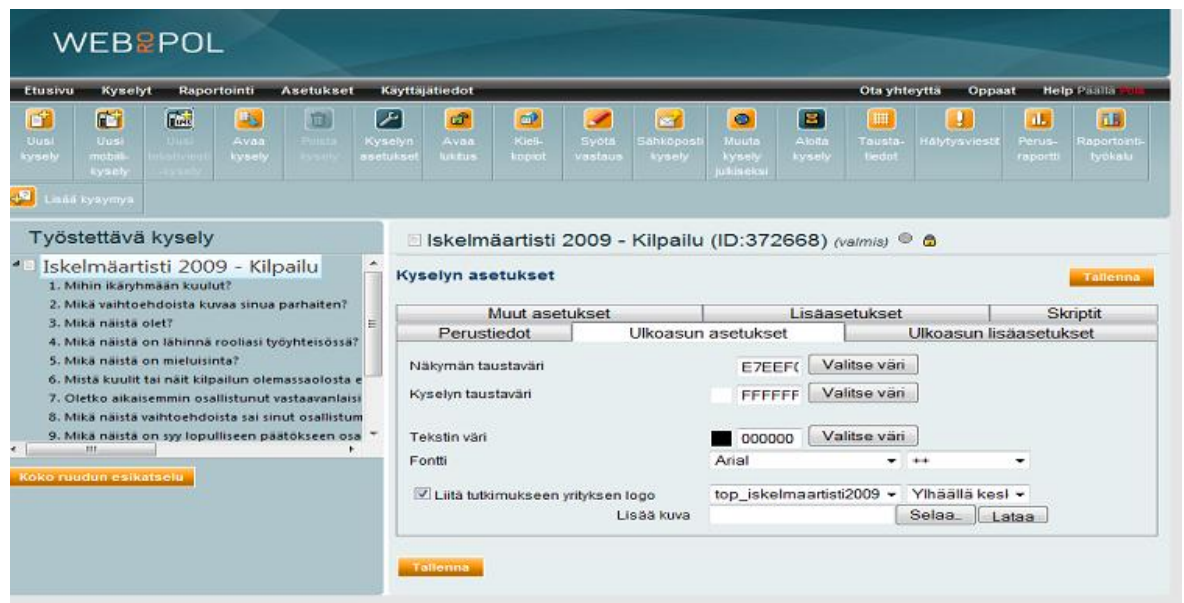 WEBROPOL
Etusivu Kyselyt Raportointi Asetukset Käyttäjätiedot Ota yhteyttä Oppaat Help Päällä Pois
Uusi kysely
Uusi mobiili-kysely
Uusi
Avaa kysely
Poista kysely
Kyselyn asetukset
Avaa lukitus
Kieli-kopiot
Syötä vastaus
Sähköposti kysely
Muuta kysely julkiseksi
Aloita kysely
Tausta-tiedot
Hälytysviestit
Perus-raportti
Raportointi-työkalu
Lisää kysymys
Työstettävä kysely
Iskelmäartisti 2009 - Kilpailu
1. Mihin ikäryhmään kuulut?
2. Mikä vaihtoehdoista kuvaa sinua parhaiten?
3. Mikä näistä olet?
4. Mikä näistä on lähinnä rooliasi työyhteisössä?
5. Mikä näistä on mieluisinta?
6. Mistä kuulit tai näit kilpailun olemassaolosta e
7. Oletko aikaisemmin osallistunut vastaavanlaisi
8. Mikä näistä vaihtoehdoista sai sinut osallistum
9. Mikä näistä on syy lopulliseen päätökseen osa
Koko ruudun esikatselu
Iskelmäartisti 2009 - Kilpailu (ID:372668) (valmis)
Kyselyn asetukset
Tallenna
Muut asetukset Lisäasetukset Skriptit
Perustiedot Ulkoasun asetukset Ulkoasun lisäasetukset
Näkymän taustaväri E7EEF( Valitse väri
Kyselyn taustaväri FFFFFF Valitse väri
Tekstin väri 000000 Valitse väri
Fontti Arial ++
Liitä tutkimukseen yrityksen logo top_iskelmaartisti2009 Ylhäällä kesl
Lisää kuva Selaa... Lataa
Tallenna